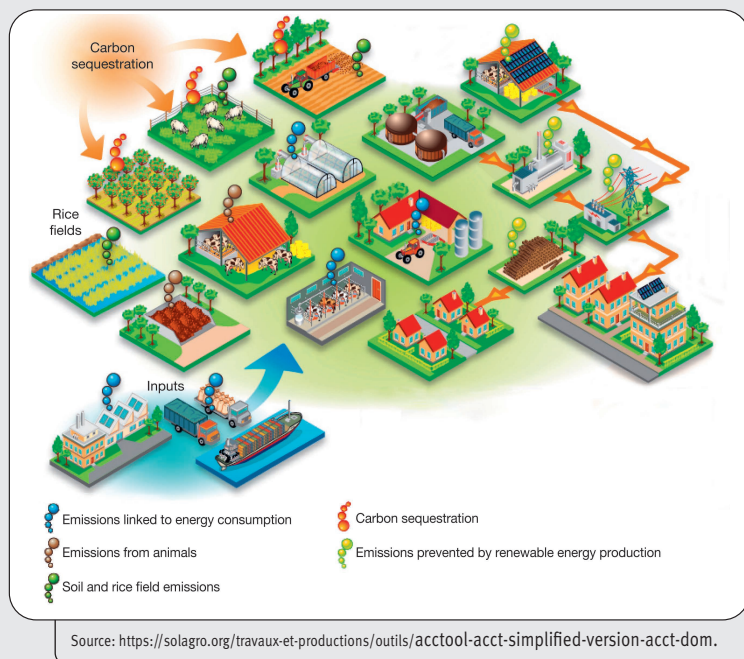 Carbon
sequestration
Rice
fields
Inputs
Emissions linked to energy consumption
Emissions from animals
Soil and rice field emissions
Carbon sequestration
Emissions prevented by renewable energy production
Source: https://solagro.org/travaux-et-productions/outils/acctool-acct-simplified-version-acct-dom.